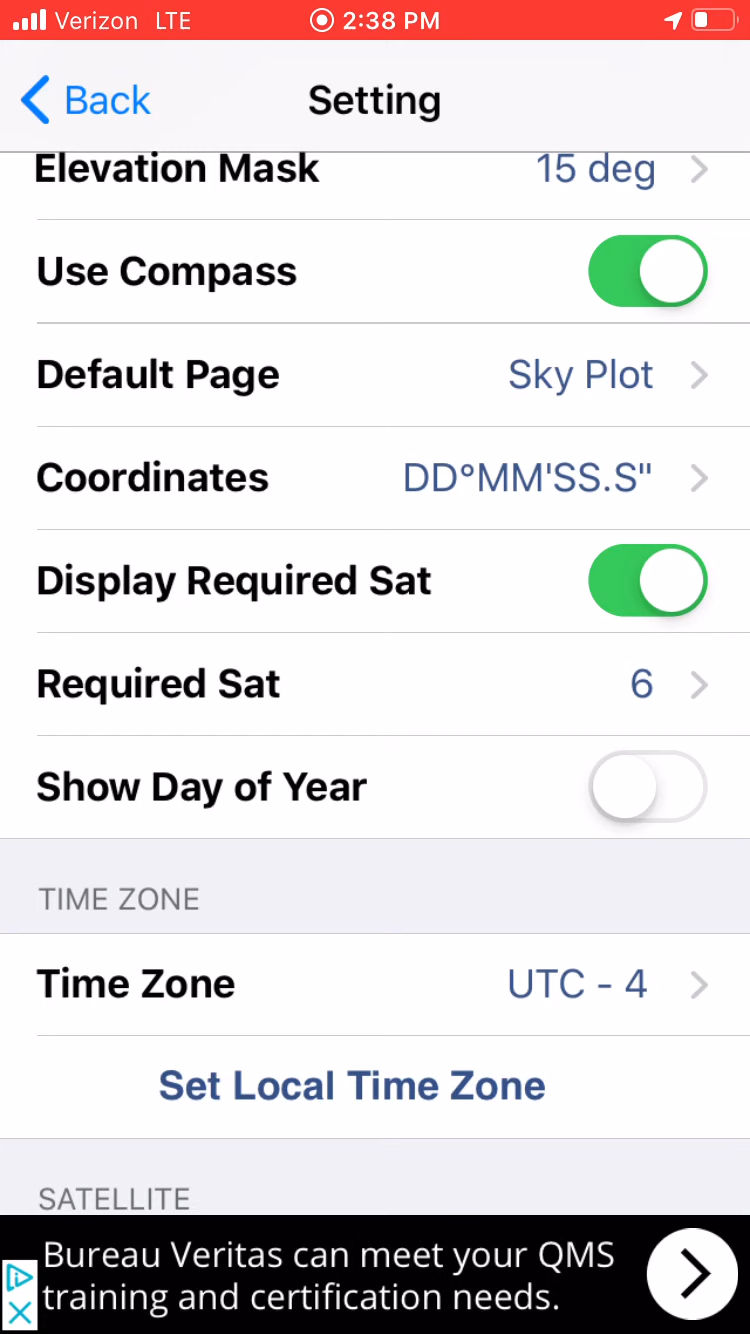 Verizon LTE 2:38 PM
Back Setting
Elevation Mask 15 deg
Use Compass
Default Page Sky Plot
Coordinates DD°MM'SS.S"
Display Required Sat
Required Sat 6
Show Day of Year
TIME ZONE
Time Zone UTC - 4
Set Local Time Zone
SATELLITE
Bureau Veritas can meet your QMS
training and certification needs.